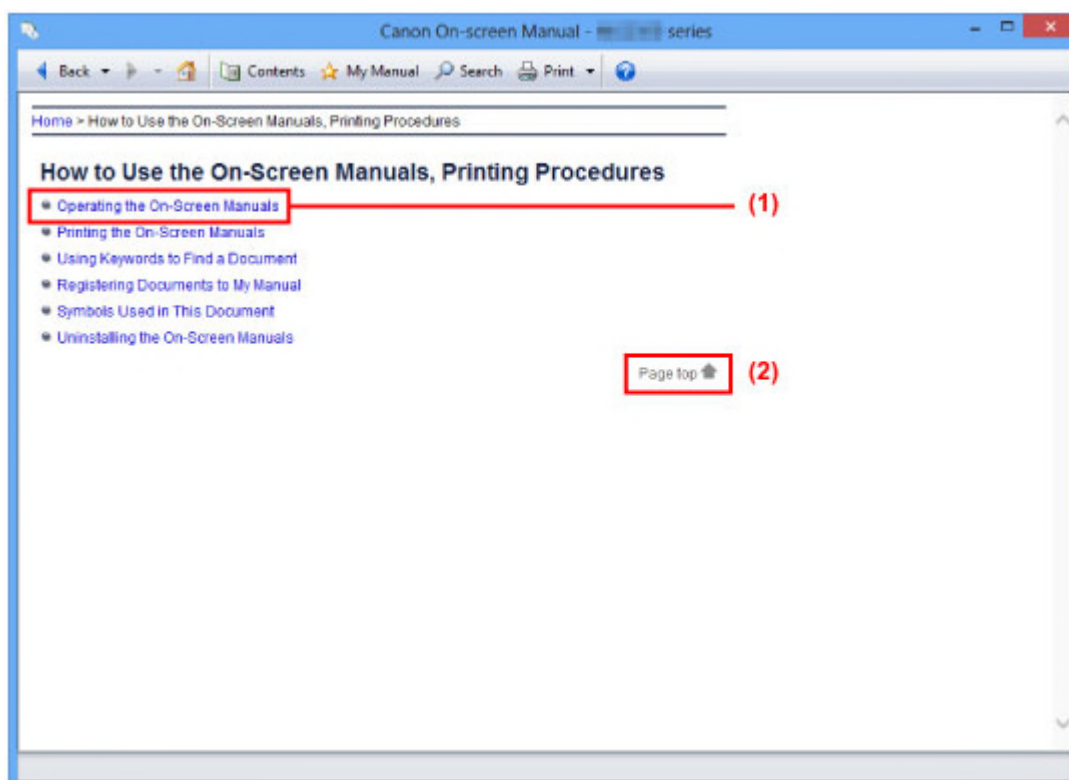 Canon On-screen Manual - series
Back Contents My Manual Search Print
Home > How to Use the On-Screen Manuals, Printing Procedures
How to Use the On-Screen Manuals, Printing Procedures
Operating the On-Screen Manuals (1)
Printing the On-Screen Manuals
Using Keywords to Find a Document
Registering Documents to My Manual
Symbols Used in This Document
Uninstalling the On-Screen Manuals
Page top (2)